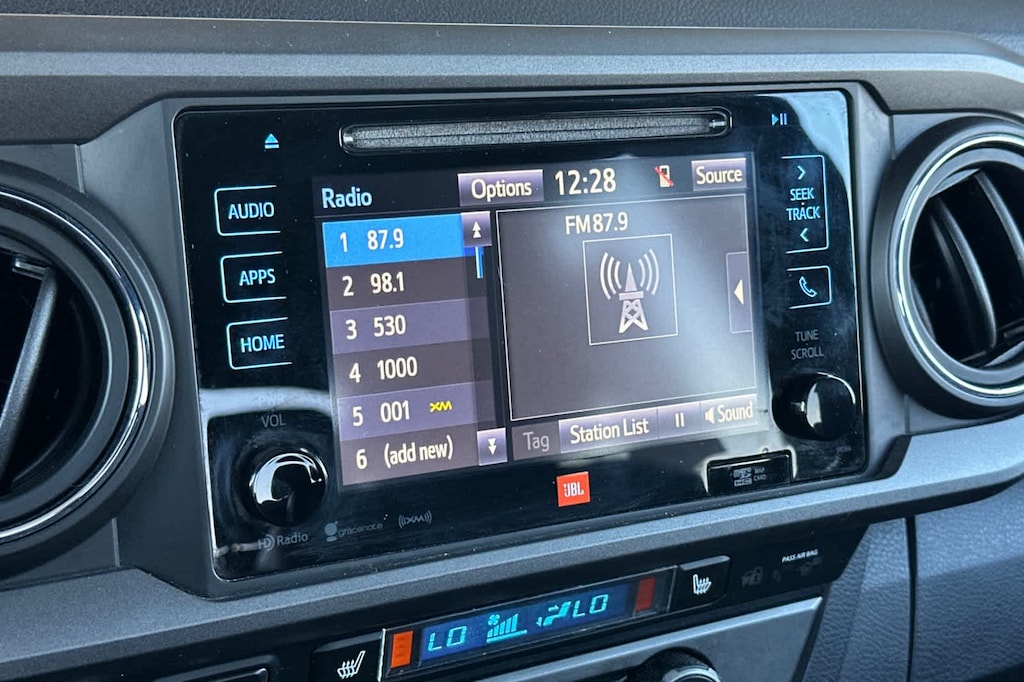 Radio
Options
12:28
Source
AUDIO
APPS
HOME
VOL
1 87.9
2 98.1
3 530
4 1000
5 001 XM
6 (add new)
FM87.9
Tag
Station List
Sound
SEEK
TRACK
TUNE
SCROLL
JBL
HD Radio
gracenote
((XM))
PASS AIR BAG
LO
LO